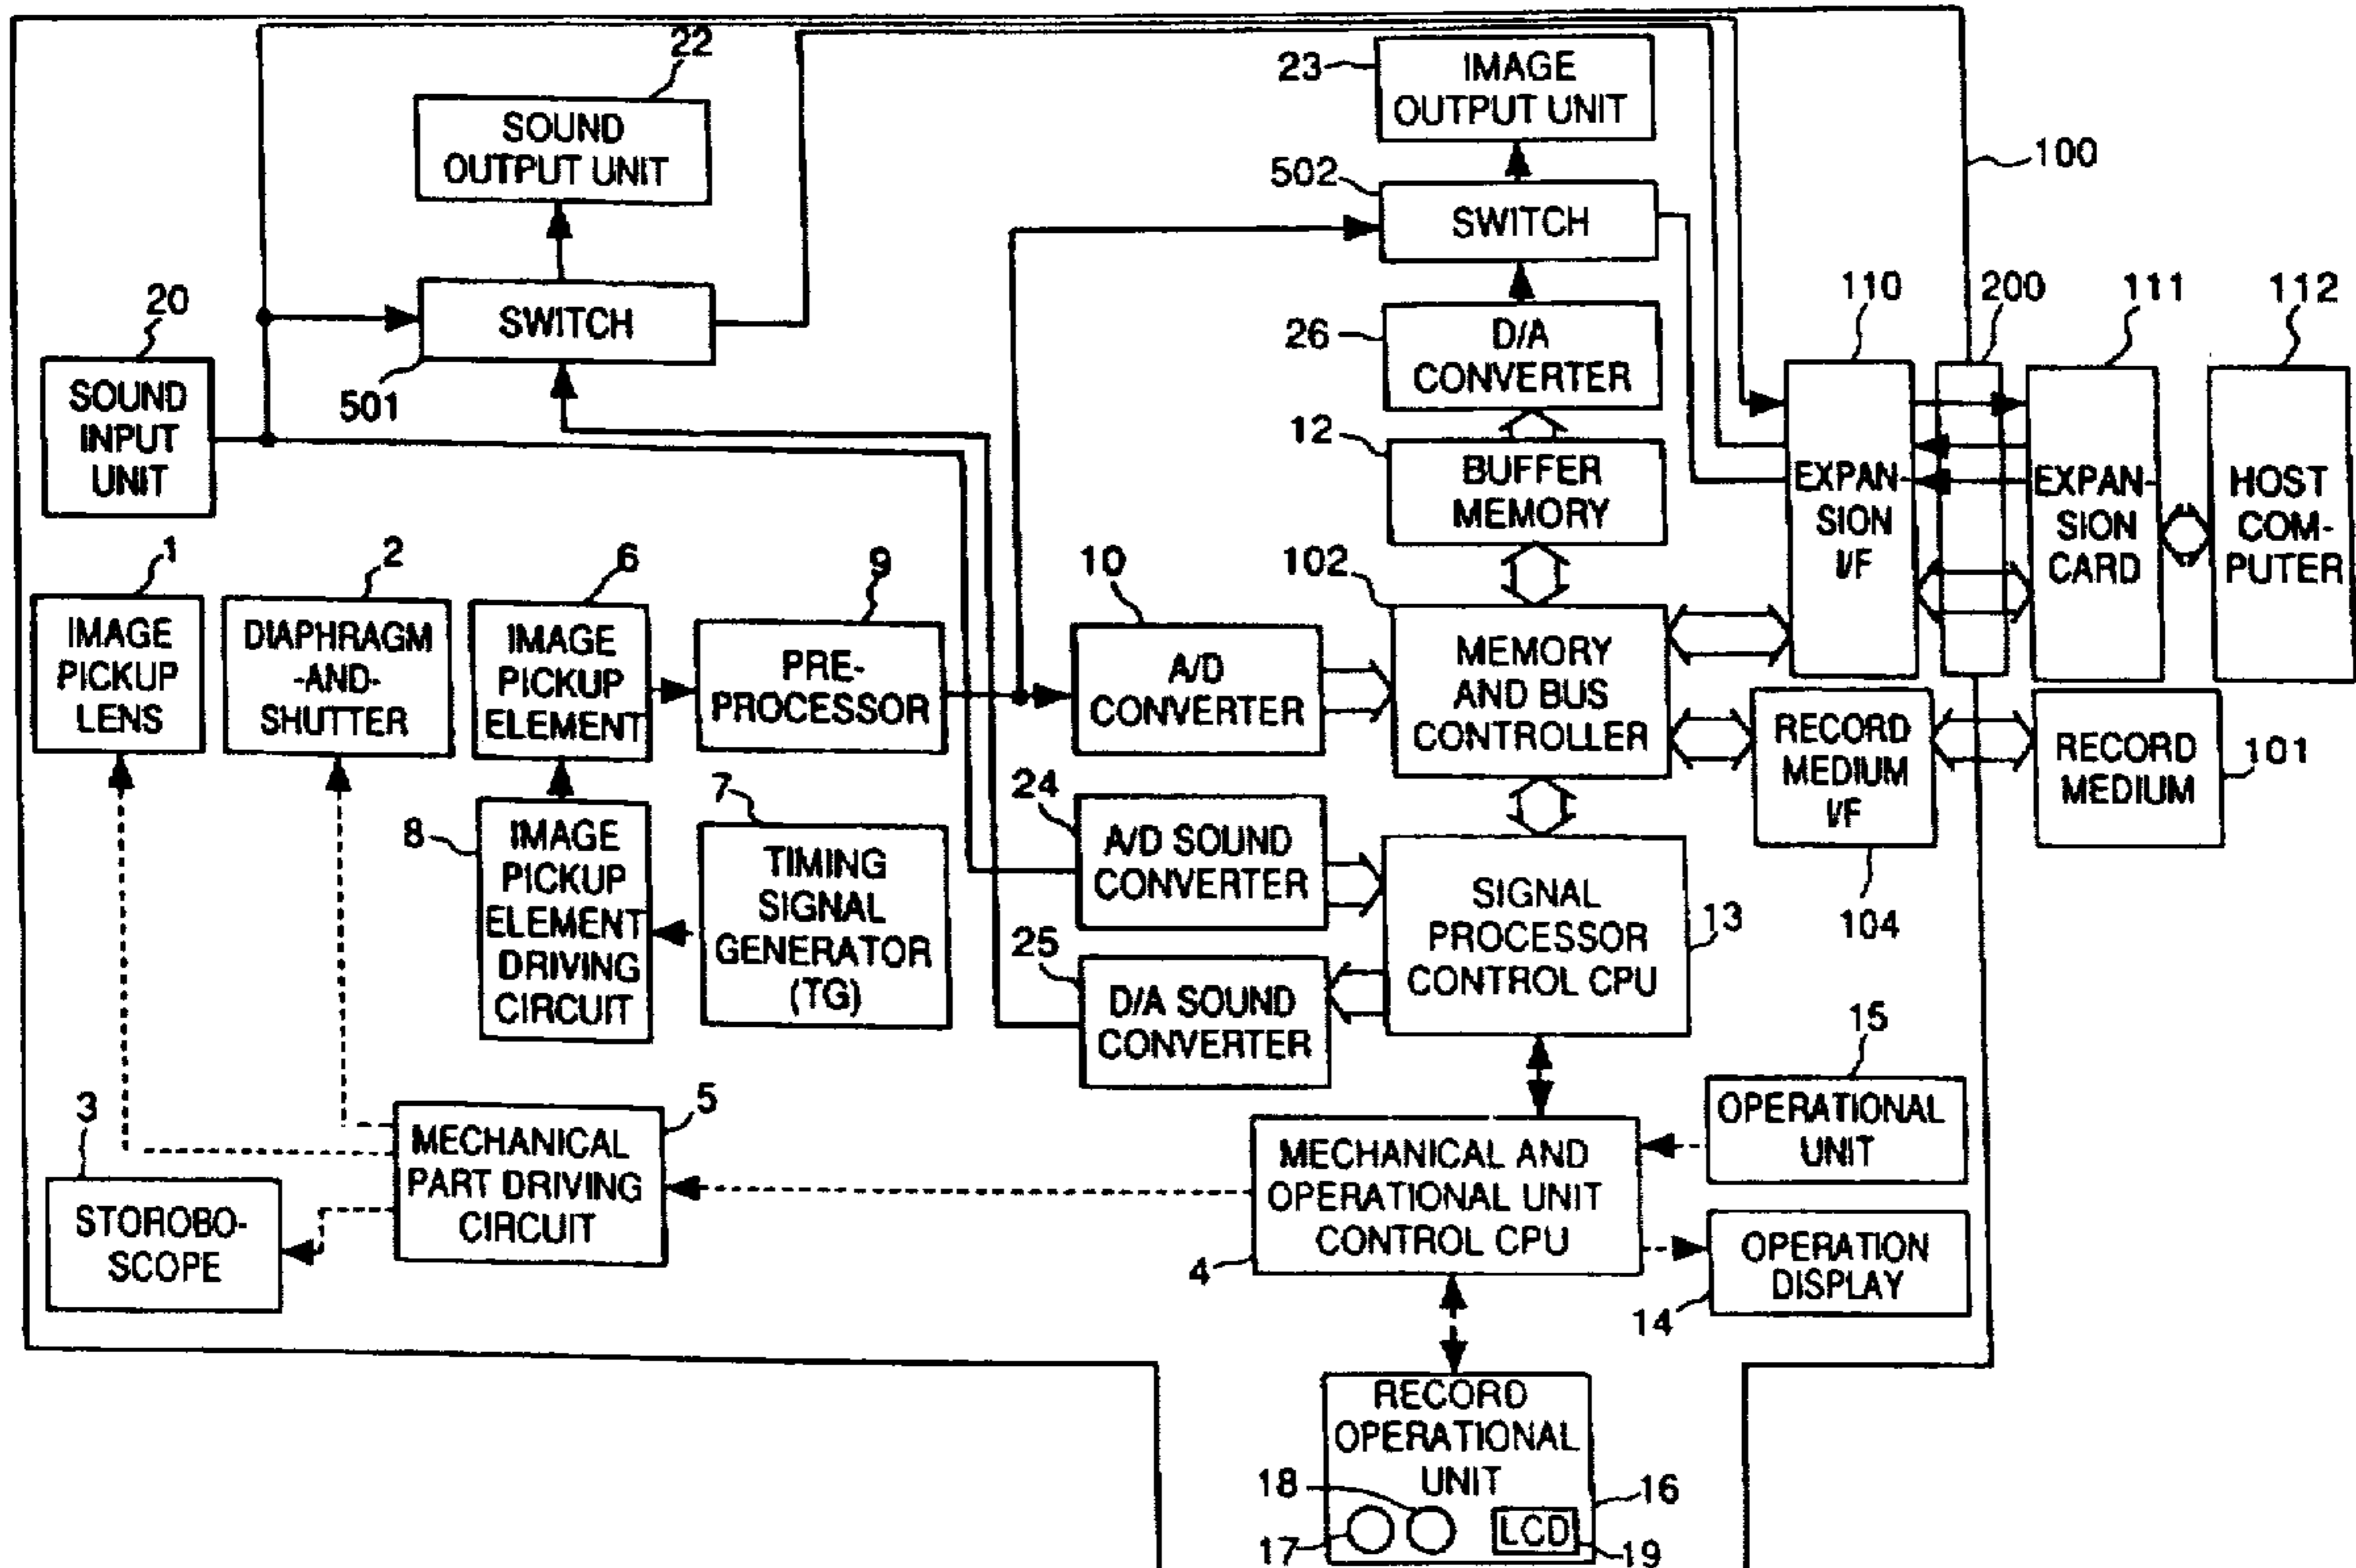 22
SOUND
OUTPUT UNIT
23
IMAGE
OUTPUT UNIT
100
502
SWITCH
20
SOUND
INPUT
UNIT
SWITCH
501
26
D/A
CONVERTER
110
EXPAN-
SION
I/F
200
111
EXPAN-
SION
CARD
112
HOST
COM-
PUTER
12
BUFFER
MEMORY
1
IMAGE
PICKUP
LENS
2
DIAPHRAGM
-AND-
SHUTTER
6
IMAGE
PICKUP
ELEMENT
9
PRE-
PROCESSOR
10
A/D
CONVERTER
102
MEMORY
AND BUS
CONTROLLER
RECORD
MEDIUM
I/F
104
RECORD
MEDIUM
101
8
IMAGE
PICKUP
ELEMENT
DRIVING
CIRCUIT
7
TIMING
SIGNAL
GENERATOR
(TG)
24
A/D SOUND
CONVERTER
25
D/A SOUND
CONVERTER
SIGNAL
PROCESSOR
CONTROL CPU
13
3
STOROBO-
SCOPE
5
MECHANICAL
PART DRIVING
CIRCUIT
MECHANICAL AND
OPERATIONAL UNIT
CONTROL CPU
4
15
OPERATIONAL
UNIT
OPERATION
DISPLAY
14
RECORD
OPERATIONAL
UNIT
18
17
LCD
16
19